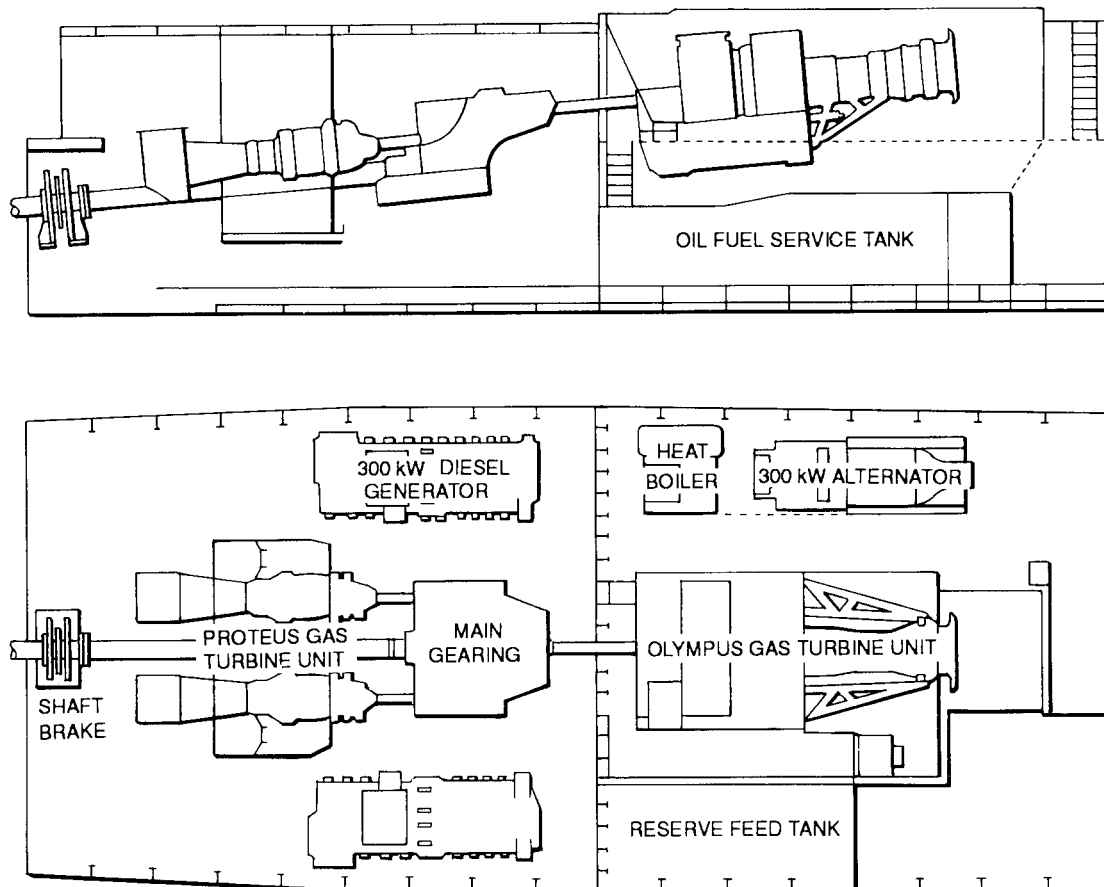 OIL FUEL SERVICE TANK
300 kW DIESEL
GENERATOR
HEAT
BOILER
300 kW ALTERNATOR
PROTEUS GAS
TURBINE UNIT
MAIN
GEARING
OLYMPUS GAS TURBINE UNIT
SHAFT
BRAKE
RESERVE FEED TANK